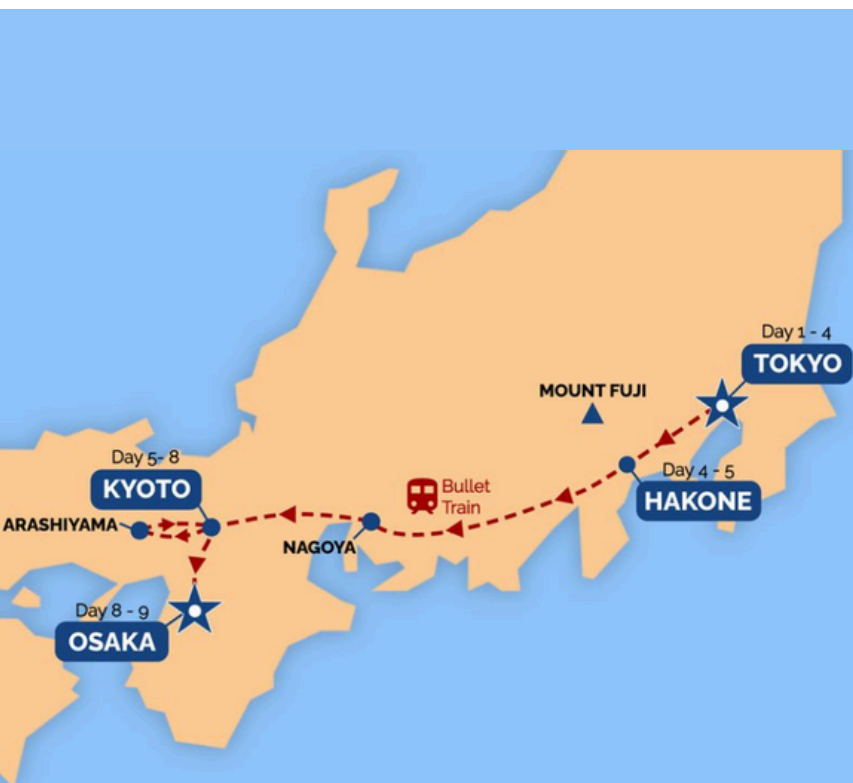 Day 1 - 4
TOKYO
MOUNT FUJI
Day 4 - 5
HAKONE
Bullet
Train
NAGOYA
Day 5- 8
KYOTO
ARASHIYAMA
Day 8 - 9
OSAKA